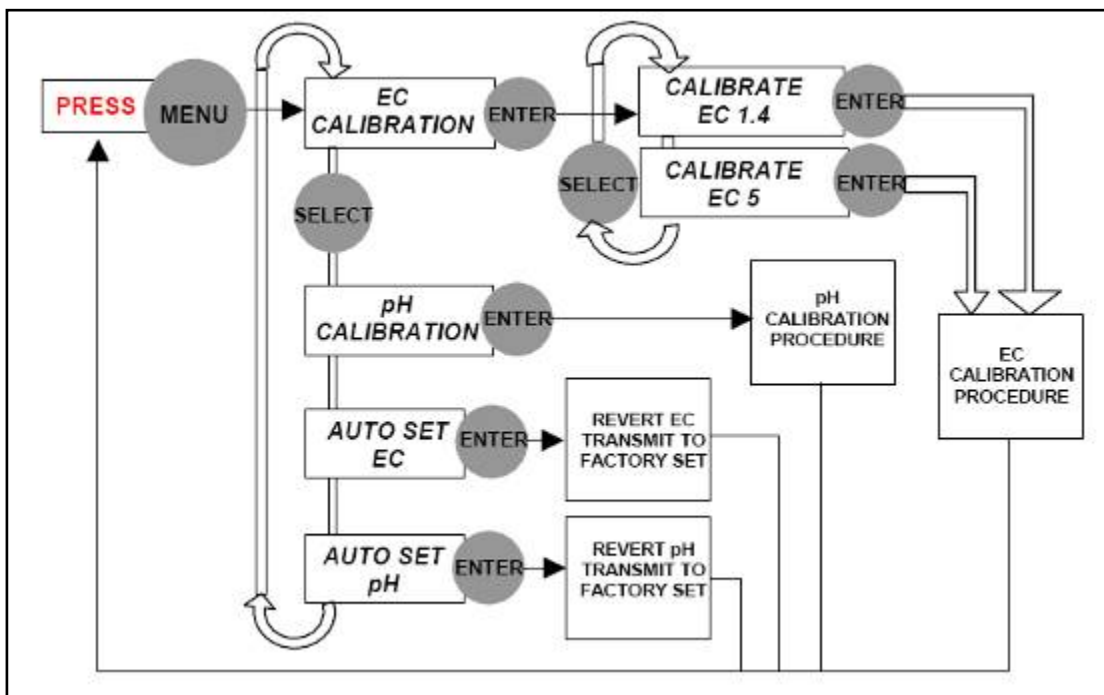 PRESS
MENU
EC
CALIBRATION
ENTER
CALIBRATE
EC 1.4
ENTER
SELECT
CALIBRATE
EC 5
ENTER
SELECT
pH
CALIBRATION
ENTER
pH
CALIBRATION
PROCEDURE
EC
CALIBRATION
PROCEDURE
AUTO SET
EC
ENTER
REVERT EC
TRANSMIT TO
FACTORY SET
AUTO SET
pH
ENTER
REVERT pH
TRANSMIT TO
FACTORY SET